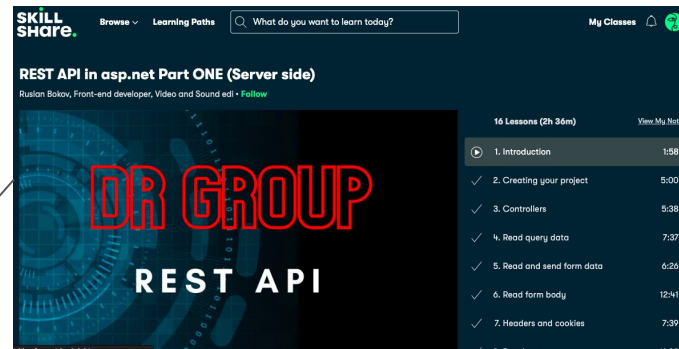 SKILL
SHare.
Browse
Learning Paths
What do you want to learn today?
My Classes
REST API in asp.net Part ONE (Server side)
Ruslan Bokov, Front-end developer, Video and Sound edi • Follow
DR GROUP
REST API
16 Lessons (2h 36m)
View My Not
1. Introduction 1:58
2. Creating your project 5:00
3. Controllers 5:38
4. Read query data 7:37
5. Read and send form data 6:26
6. Read form body 12:41
7. Headers and cookies 7:39